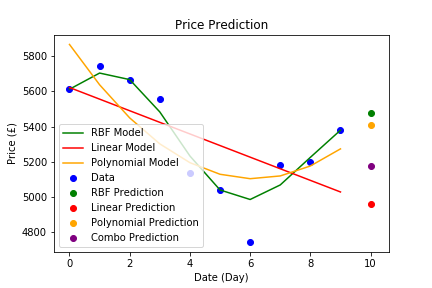 Price Prediction
Price (£)
5800
5600
5400
5200
5000
4800
RBF Model
Linear Model
Polynomial Model
Data
RBF Prediction
Linear Prediction
Polynomial Prediction
Combo Prediction
0 2 4 6 8 10
Date (Day)